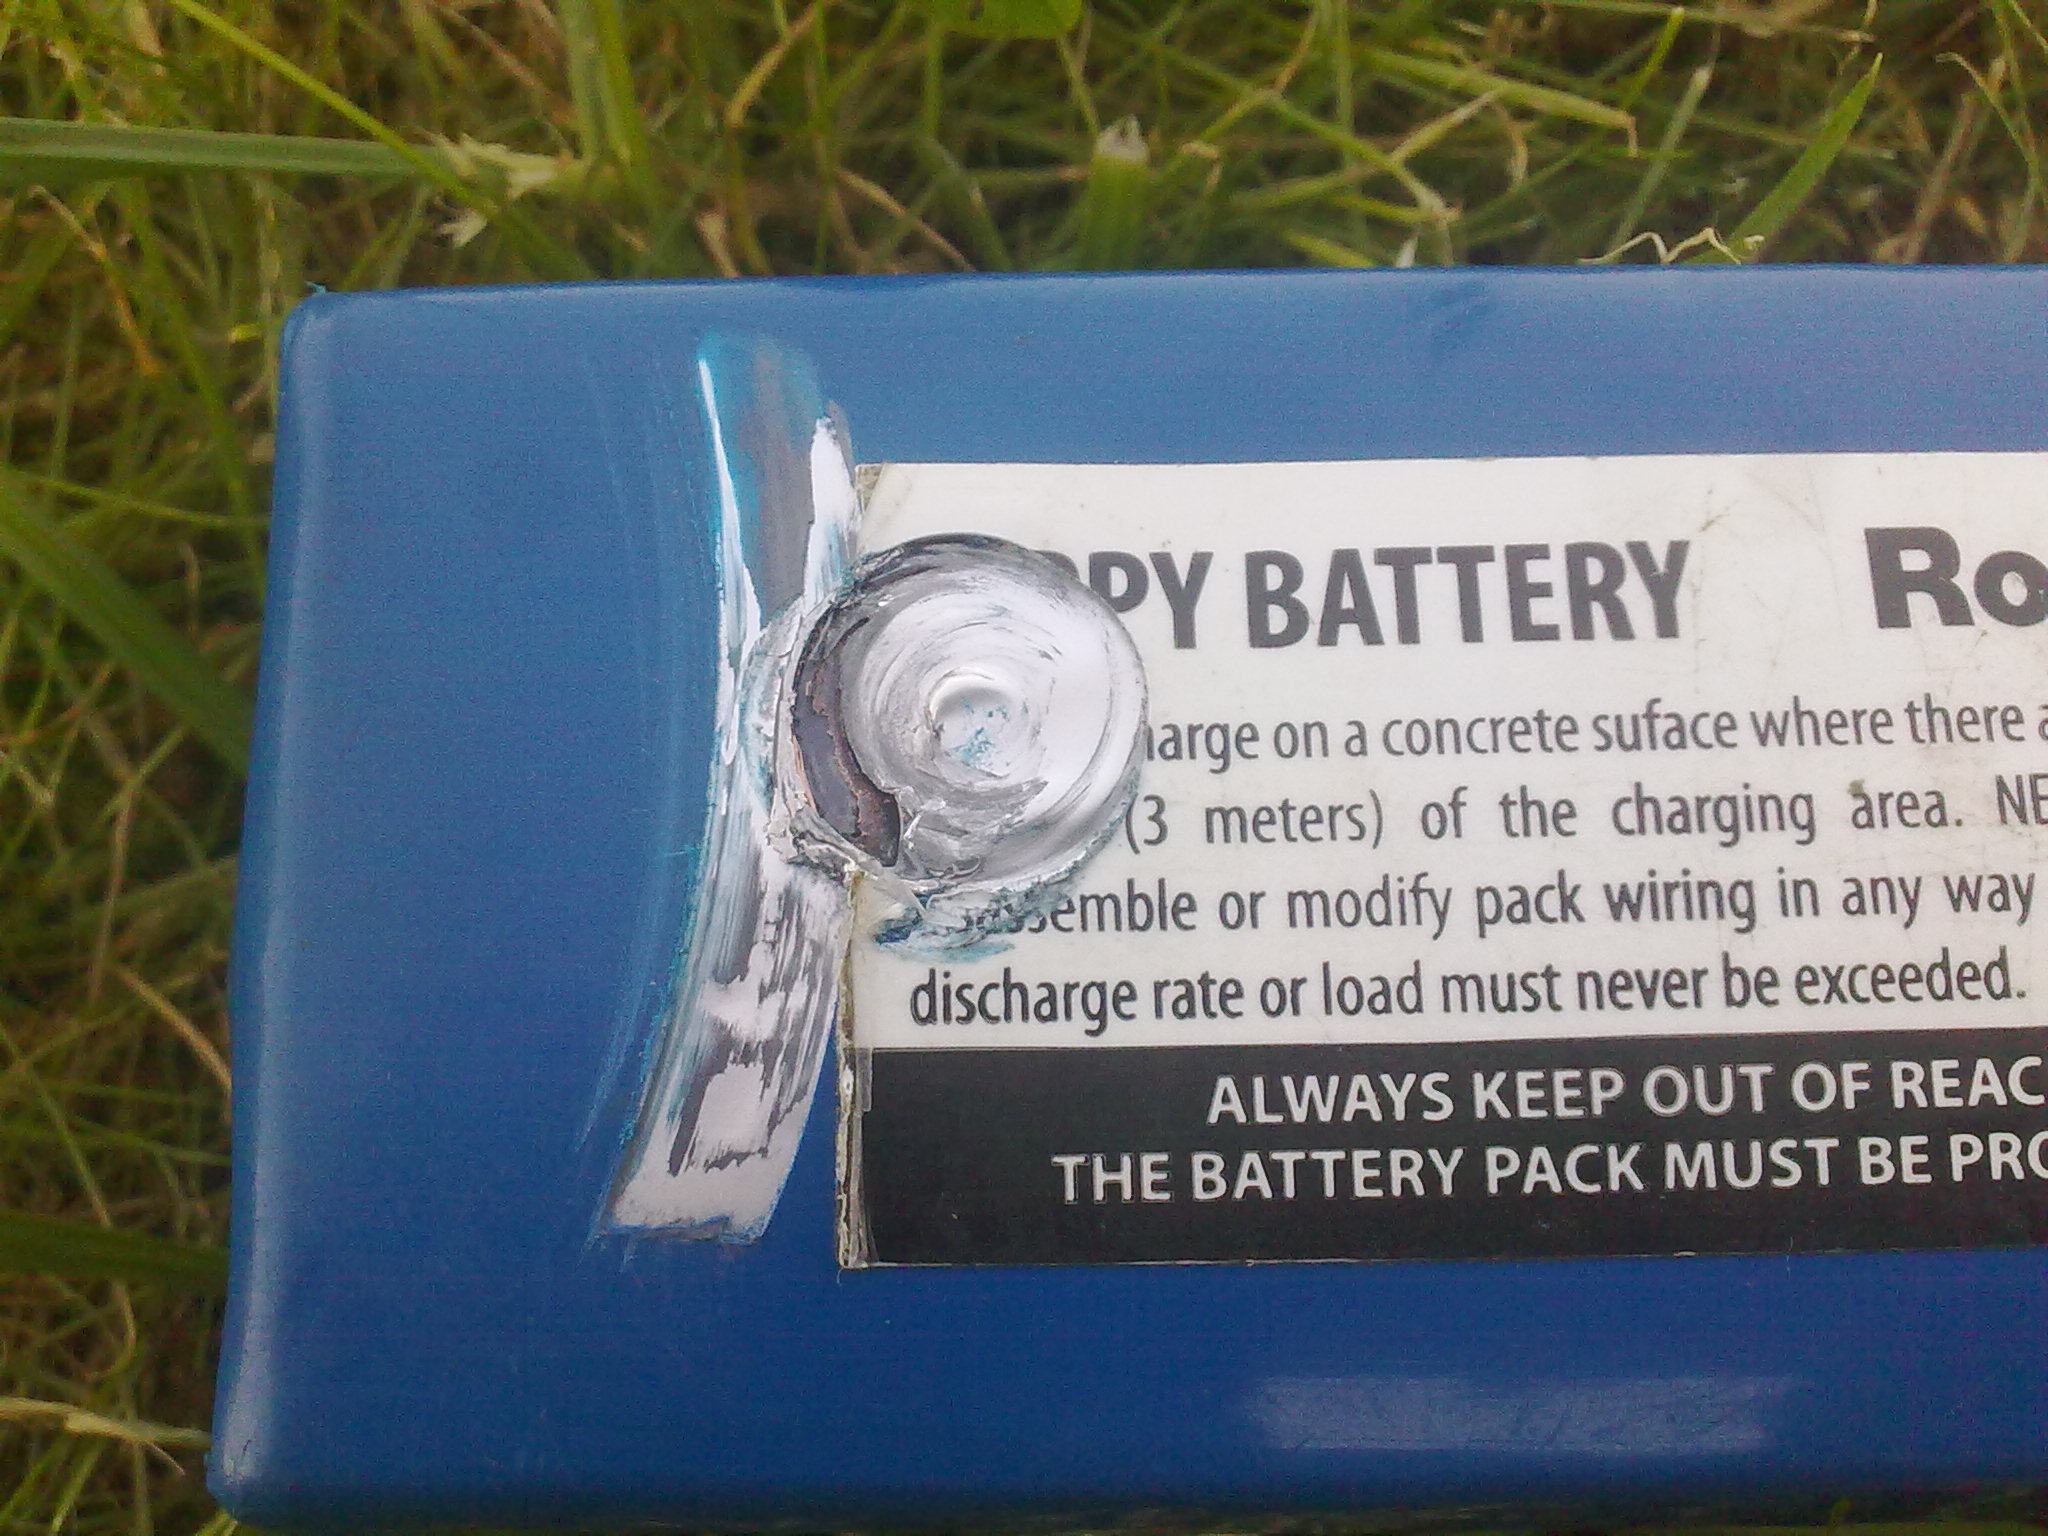 BATTERY
on a concrete suface where there
(3 meters) of the charging area.
or modify pack wiring in any way
discharge rate or load must never be exceeded.
ALWAYS KEEP OUT OF
THE BATTERY PACK MUST BE